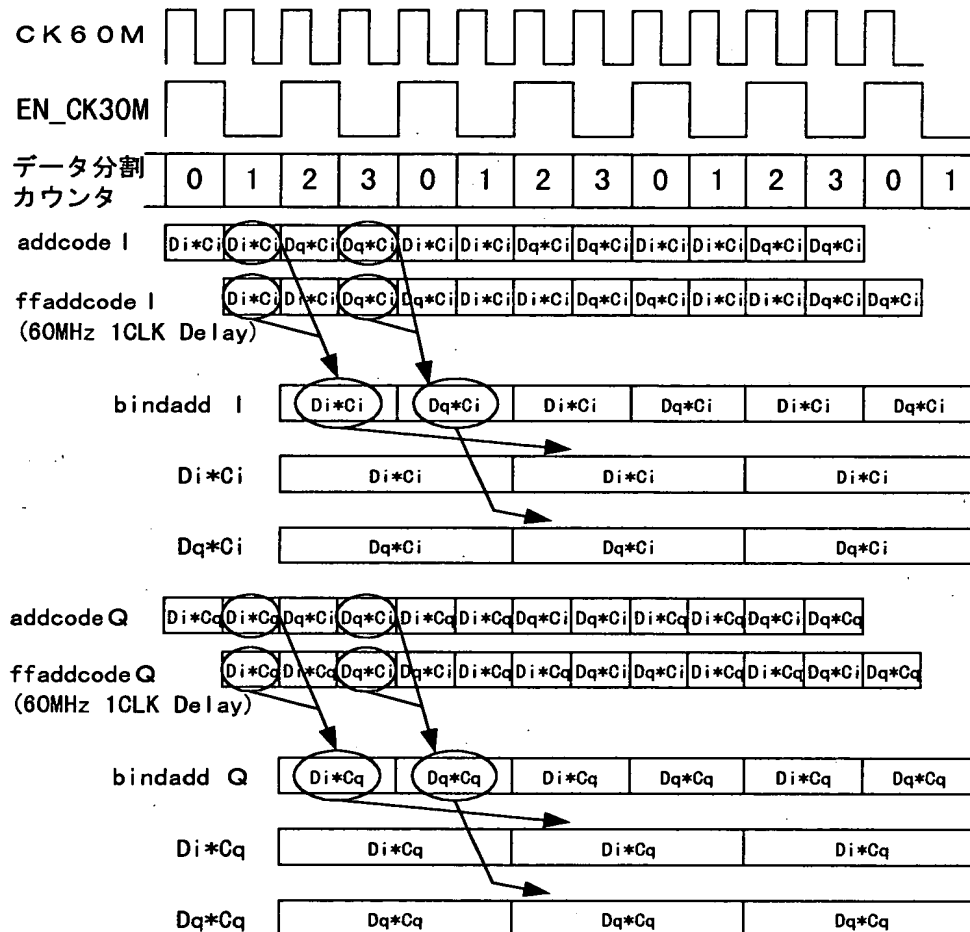 CK60M
EN_CK30M
データ分割
カウンタ
0 1 2 3 0 1 2 3 0 1 2 3 0 1
addcode I
Di*Ci Di*Ci Dq*Ci Dq*Ci Di*Ci Di*Ci Dq*Ci Dq*Ci Di*Ci Di*Ci Dq*Ci Dq*Ci
ffaddcode I
(60MHz 1CLK Delay)
Di*Ci Di*Ci Dq*Ci Dq*Ci Di*Ci Di*Ci Dq*Ci Dq*Ci Di*Ci Di*Ci Dq*Ci Dq*Ci
bindadd I
Di*Ci Dq*Ci Di*Ci Dq*Ci Di*Ci Dq*Ci
Di*Ci
Di*Ci Di*Ci Di*Ci
Dq*Ci
Dq*Ci Dq*Ci Dq*Ci
addcode Q
Di*Cq Di*Cq Dq*Ci Dq*Ci Di*Cq Di*Cq Dq*Ci Dq*Ci Di*Cq Di*Cq Dq*Ci Dq*Ci
ffaddcode Q
(60MHz 1CLK Delay)
Di*Cq Di*Cq Dq*Ci Dq*Ci Di*Cq Di*Cq Dq*Ci Dq*Ci Di*Cq Di*Cq Dq*Ci Dq*Cq
bindadd Q
Di*Cq Dq*Cq Di*Cq Dq*Cq Di*Cq Dq*Cq
Di*Cq
Di*Cq Di*Cq Di*Cq
Dq*Cq
Dq*Cq Dq*Cq Dq*Cq